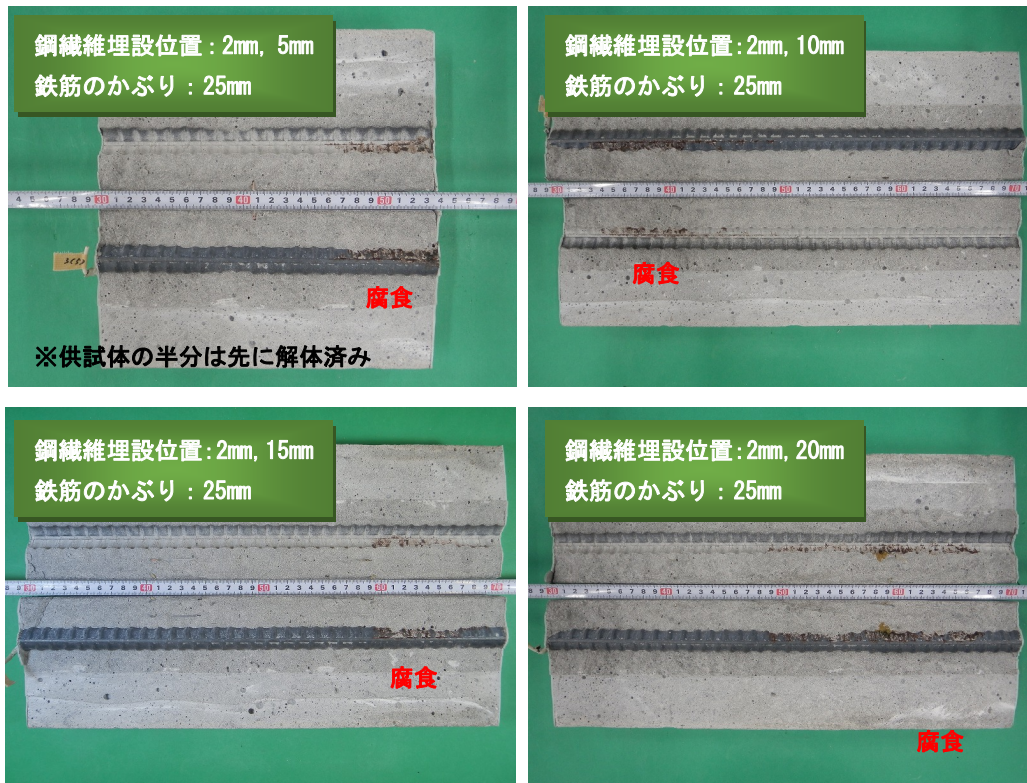 鋼繊維埋設位置：2mm, 5mm
鉄筋のかぶり：25mm
腐食
※供試体の半分は先に解体済み
鋼繊維埋設位置：2mm, 10mm
鉄筋のかぶり：25mm
腐食
鋼繊維埋設位置：2mm, 15mm
鉄筋のかぶり：25mm
腐食
鋼繊維埋設位置：2mm, 20mm
鉄筋のかぶり：25mm
腐食